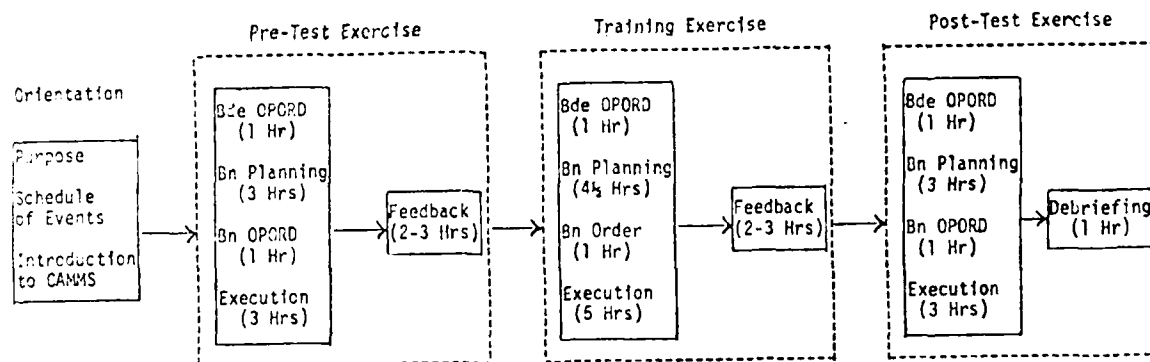 Pre-Test Exercise
Training Exercise
Post-Test Exercise
Orientation
Purpose
Schedule
of Events
Introduction
to CAMMS
Bde OPORD
(1 Hr)
Bn Planning
(3 Hrs)
Bn OPORD
(1 Hr)
Execution
(3 Hrs)
Feedback
(2-3 Hrs)
Bde OPORD
(1 Hr)
Bn Planning
(4½ Hrs)
Bn Order
(1 Hr)
Execution
(5 Hrs)
Feedback
(2-3 Hrs)
Bde OPORD
(1 Hr)
Bn Planning
(3 Hrs)
Bn OPORD
(1 Hr)
Execution
(3 Hrs)
Debriefing
(1 Hr)